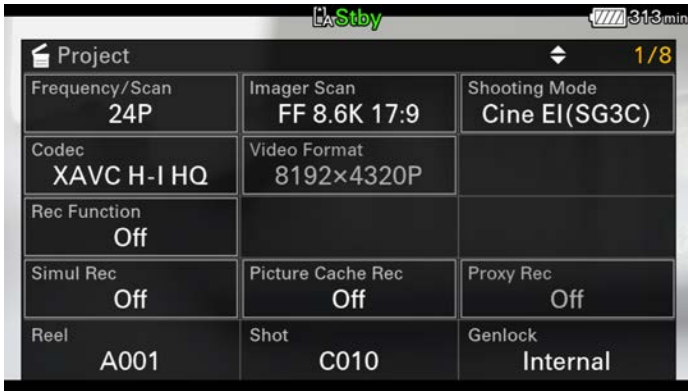 A Stby 313 min
Project 1/8
Frequency/Scan Imager Scan Shooting Mode
24P FF 8.6K 17:9 Cine EI(SG3C)
Codec Video Format
XAVC H-I HQ 8192×4320P
Rec Function
Off
Simul Rec Picture Cache Rec Proxy Rec
Off Off Off
Reel Shot Genlock
A001 C010 Internal